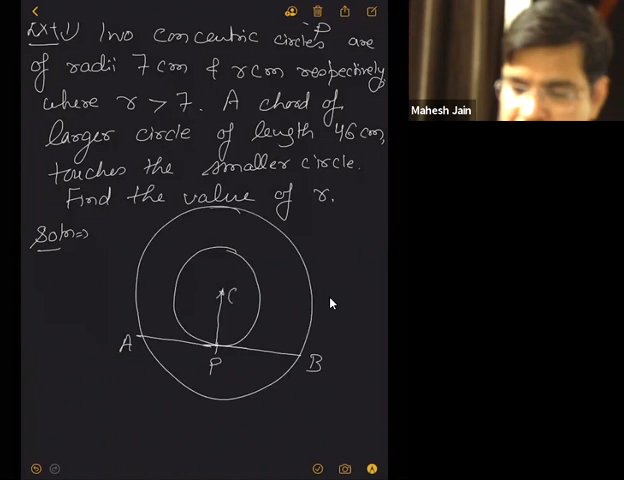 Ex(1) Two concentric circles are
P
of radii 7 cm & r cm respectively,
where r > 7. A chord of
larger circle of length 46 cm,
touches the smaller circle.
Find the value of r.
Soln=>
C
A
P
B
Mahesh Jain